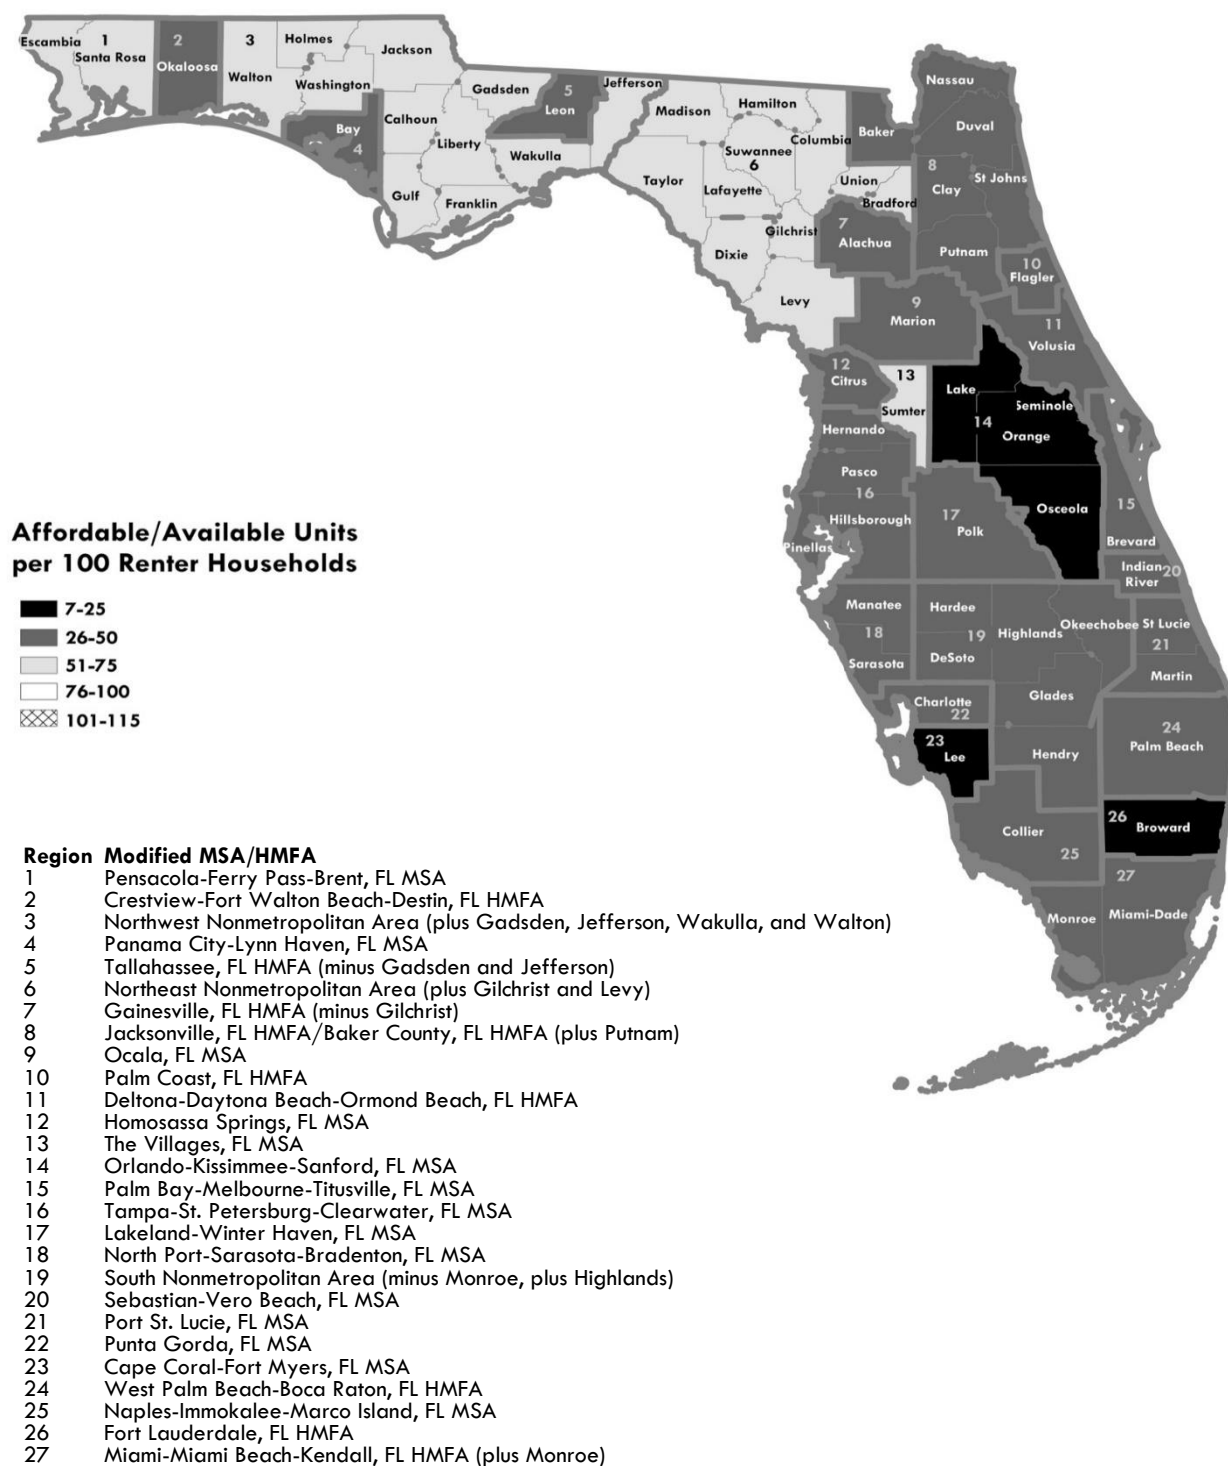 Escambia
1
Santa Rosa
2
Okaloosa
3
Walton
Holmes
Washington
Jackson
Bay
4
Calhoun
Gulf
Liberty
Franklin
Gadsden
5
Leon
Wakulla
Jefferson
Madison
Taylor
Hamilton
Suwannee
6
Lafayette
Columbia
Dixie
Gilchrist
Levy
Union
Bradford
Baker
Nassau
Duval
8
Clay
St Johns
Putnam
7
Alachua
10
Flagler
9
Marion
11
Volusia
12
Citrus
13
Sumter
Lake
Seminole
14
Orange
Osceola
Hernando
Pasco
16
Hillsborough
Pinellas
17
Polk
15
Brevard
Indian
River
20
Manatee
18
Sarasota
Hardee
19
DeSoto
Highlands
Okeechobee
St Lucie
21
Martin
Glades
Charlotte
22
23
Lee
Hendry
24
Palm Beach
Collier
25
26
Broward
27
Monroe
Miami-Dade
Affordable/Available Units
per 100 Renter Households
7-25
26-50
51-75
76-100
101-115
Region Modified MSA/HMFA
1 Pensacola-Ferry Pass-Brent, FL MSA
2 Crestview-Fort Walton Beach-Destin, FL HMFA
3 Northwest Nonmetropolitan Area (plus Gadsden, Jefferson, Wakulla, and Walton)
4 Panama City-Lynn Haven, FL MSA
5 Tallahassee, FL HMFA (minus Gadsden and Jefferson)
6 Northeast Nonmetropolitan Area (plus Gilchrist and Levy)
7 Gainesville, FL HMFA (minus Gilchrist)
8 Jacksonville, FL HMFA/Baker County, FL HMFA (plus Putnam)
9 Ocala, FL MSA
10 Palm Coast, FL HMFA
11 Deltona-Daytona Beach-Ormond Beach, FL HMFA
12 Homosassa Springs, FL MSA
13 The Villages, FL MSA
14 Orlando-Kissimmee-Sanford, FL MSA
15 Palm Bay-Melbourne-Titusville, FL MSA
16 Tampa-St. Petersburg-Clearwater, FL MSA
17 Lakeland-Winter Haven, FL MSA
18 North Port-Sarasota-Bradenton, FL MSA
19 South Nonmetropolitan Area (minus Monroe, plus Highlands)
20 Sebastian-Vero Beach, FL MSA
21 Port St. Lucie, FL MSA
22 Punta Gorda, FL MSA
23 Cape Coral-Fort Myers, FL MSA
24 West Palm Beach-Boca Raton, FL HMFA
25 Naples-Immokalee-Marco Island, FL MSA
26 Fort Lauderdale, FL HMFA
27 Miami-Miami Beach-Kendall, FL HMFA (plus Monroe)